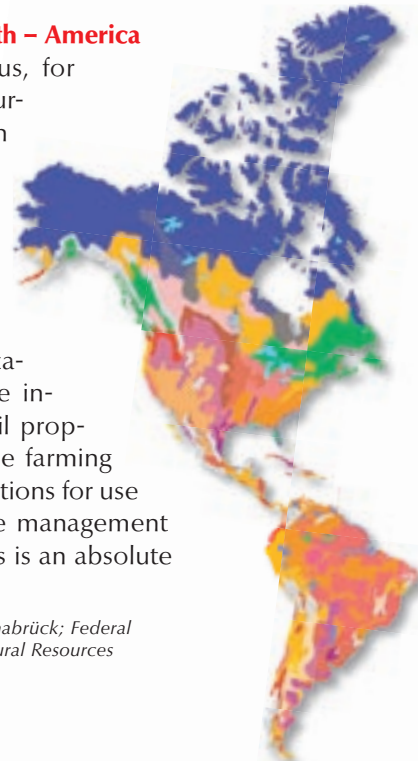 th – America
us, for
ur-
n
za-
e in-
il prop-
e farming
tions for use
e management
s is an absolute
abrück; Federal
ural Resources